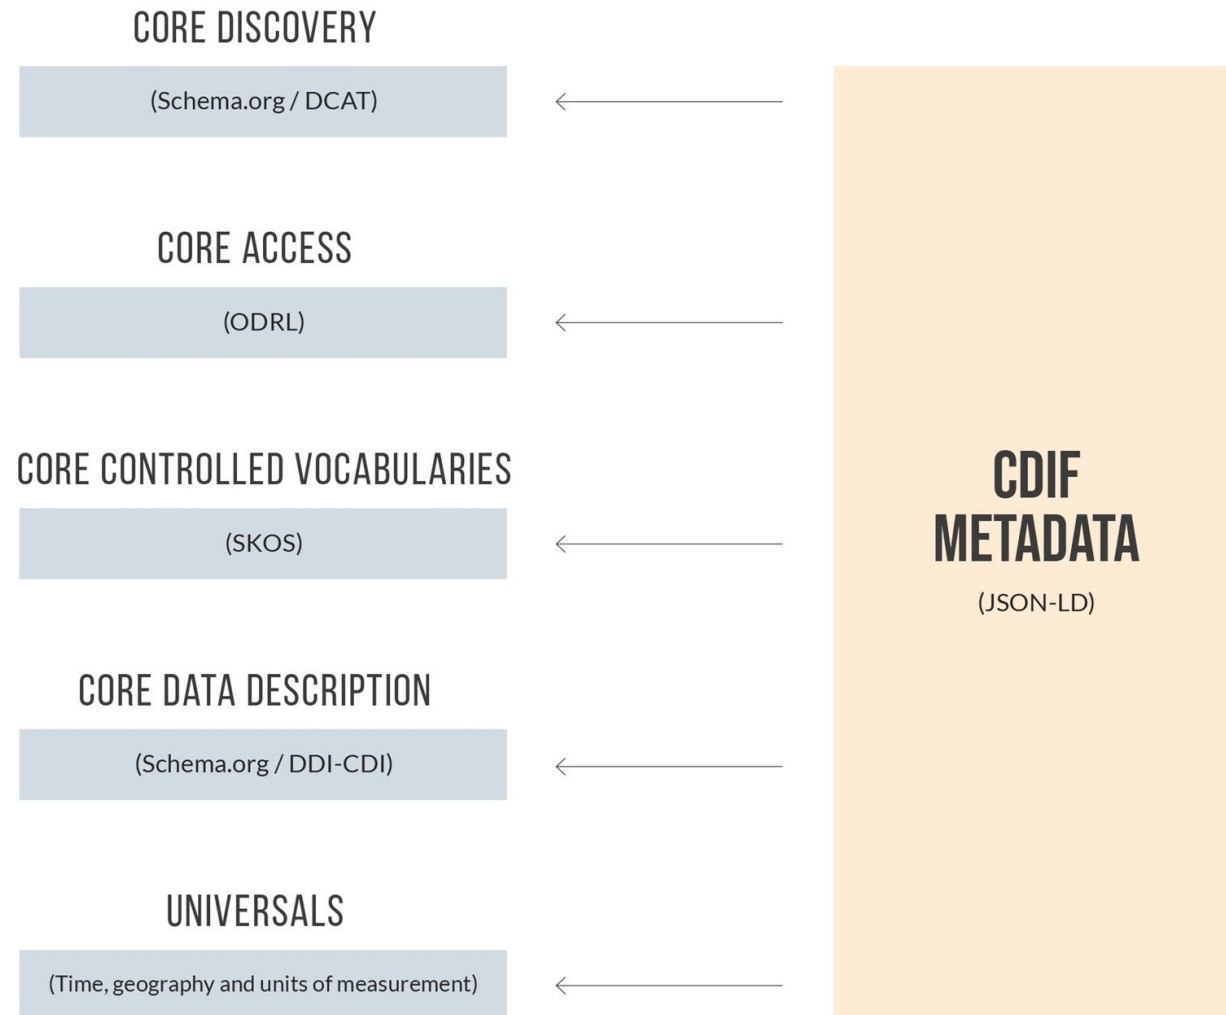 CORE DISCOVERY
(Schema.org / DCAT)
CORE ACCESS
(ODRL)
CORE CONTROLLED VOCABULARIES
(SKOS)
CORE DATA DESCRIPTION
(Schema.org / DDI-CDI)
UNIVERSALS
(Time, geography and units of measurement)
CDIF
METADATA
(JSON-LD)